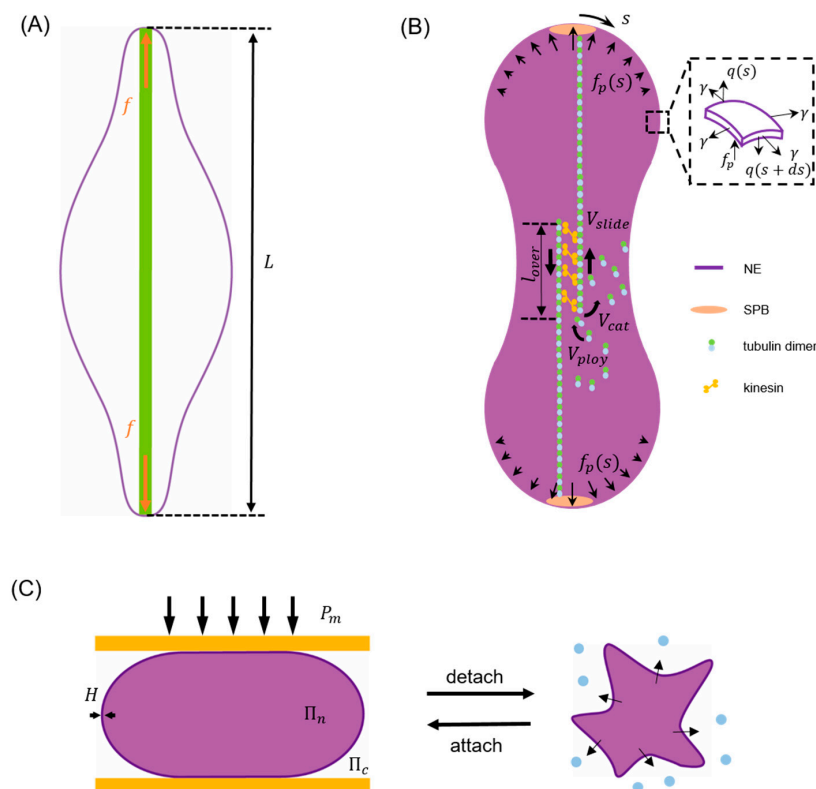 (A)
f
L
f
(B)
s
f_p(s)
q(s)
γ
γ
γ
f_p
γ
q(s + ds)
V_slide
l_over
V_cat
V_ploy
f_p(s)
NE
SPB
tubulin dimer
kinesin
(C)
P_m
H
Π_n
Π_c
detach
attach